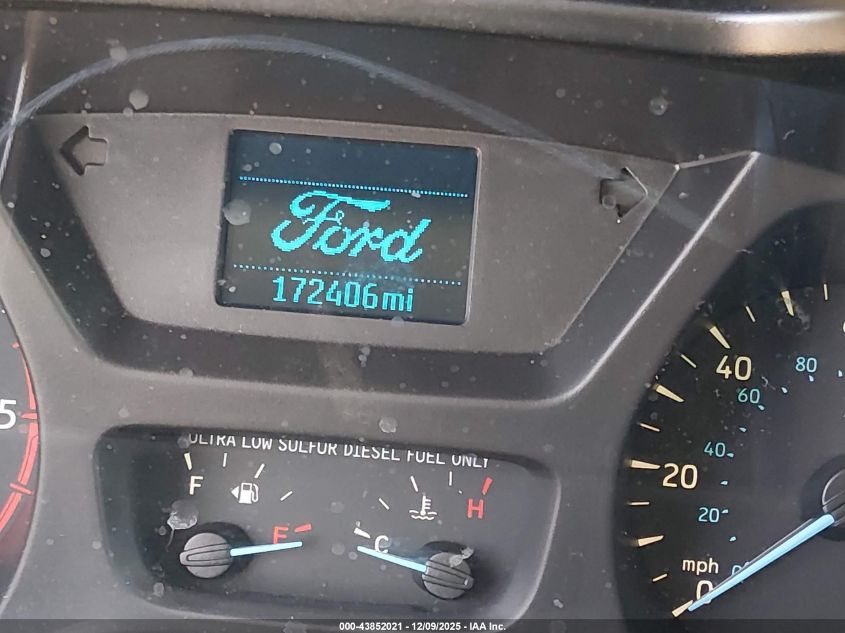 Ford
172406mi
5
ULTRA LOW SULFUR DIESEL FUEL ONLY
F
E
C
H
40
80
60
40
20
20
mph
0
000-43852021 - 12/09/2025 - IAA Inc.